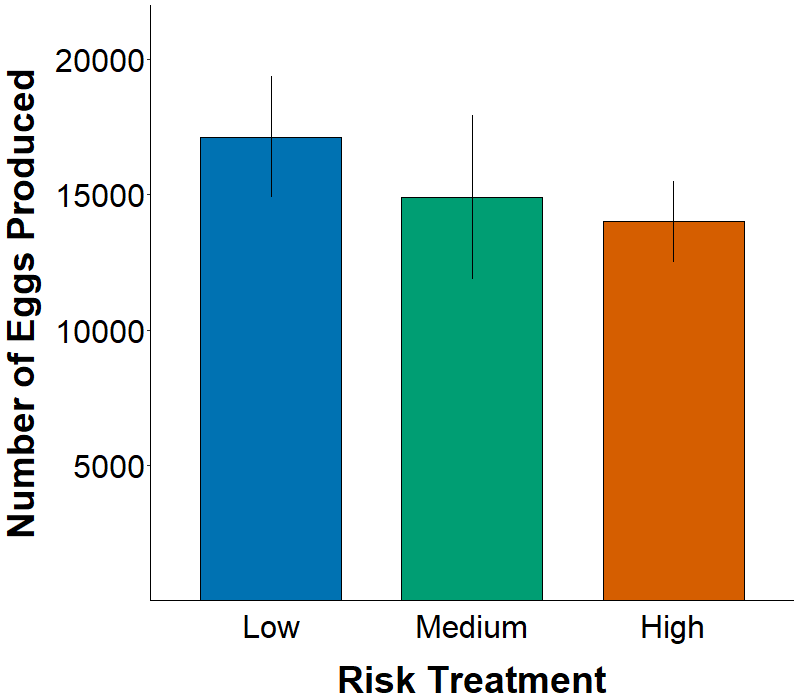 Number of Eggs Produced
20000
15000
10000
5000
Low Medium High
Risk Treatment